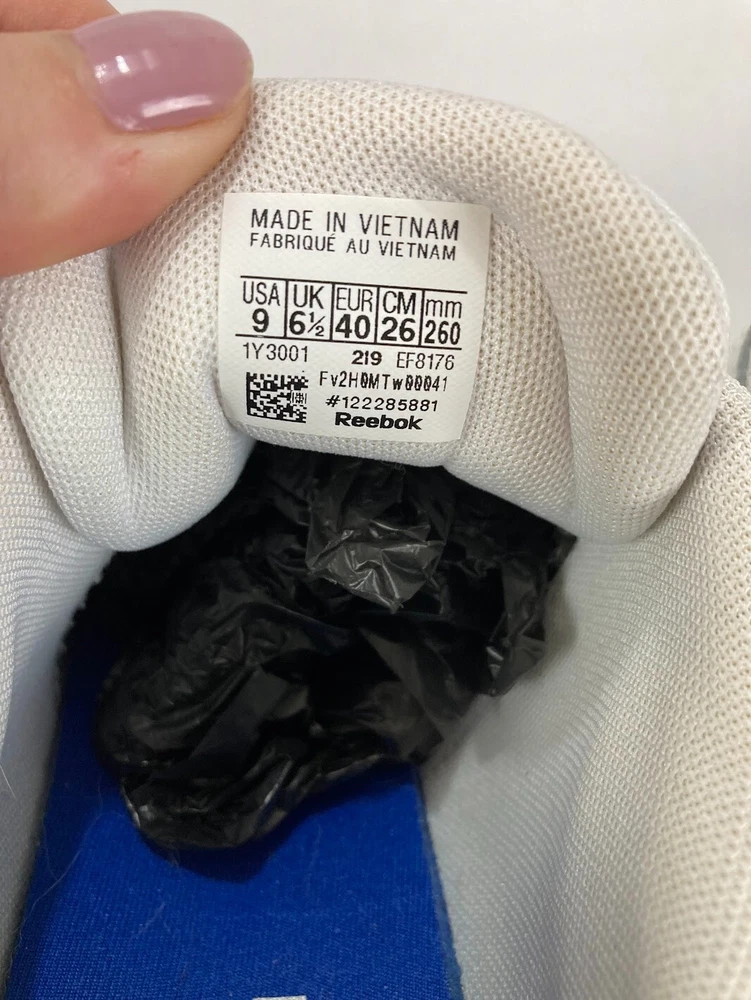 MADE IN VIETNAM
FABRIQUÉ AU VIETNAM
USA UK EUR CM mm
9 6½ 40 26 260
1Y3001 219 EF8176
Fv2H0MTw00041
#122285881
Reebok